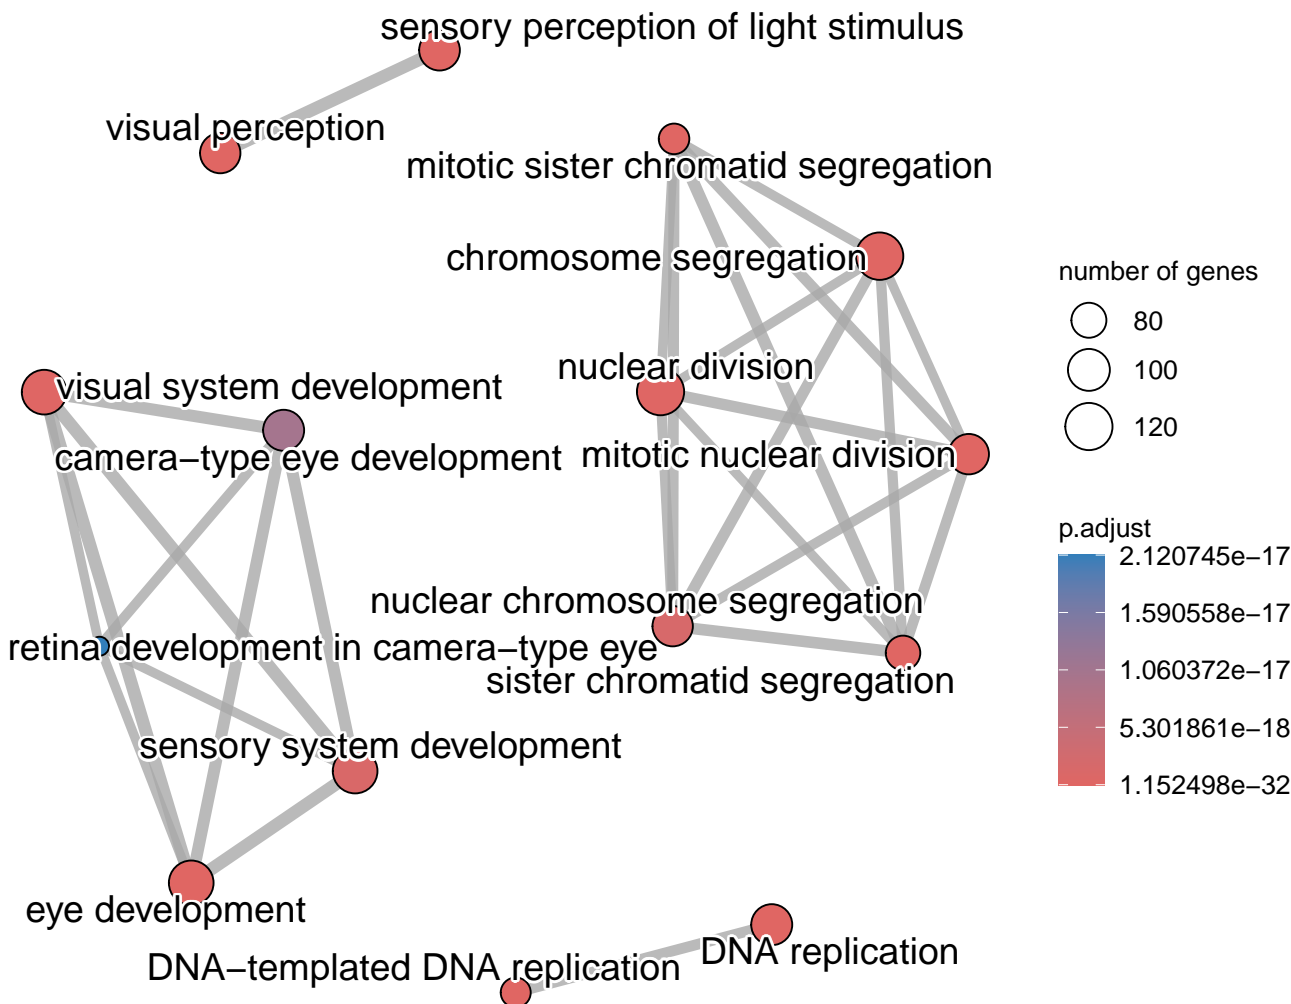 sensory perception of light stimulus
visual perception
mitotic sister chromatid segregation
chromosome segregation
nuclear division
visual system development
camera−type eye development
mitotic nuclear division
nuclear chromosome segregation
retina development in camera−type eye
sister chromatid segregation
sensory system development
eye development
DNA−templated DNA replication
DNA replication
number of genes
80
100
120
p.adjust
2.120745e−17
1.590558e−17
1.060372e−17
5.301861e−18
1.152498e−32